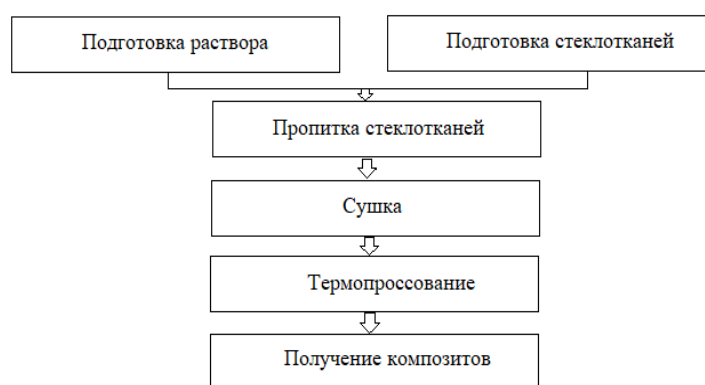 Подготовка раствора
Подготовка стеклотканей
Пропитка стеклотканей
Сушка
Термопроссование
Получение композитов